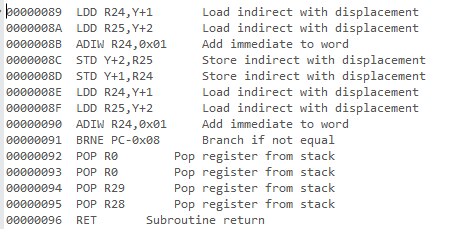 00000089 LDD R24,Y+1 Load indirect with displacement
0000008A LDD R25,Y+2 Load indirect with displacement
0000008B ADIW R24,0x01 Add immediate to word
0000008C STD Y+2,R25 Store indirect with displacement
0000008D STD Y+1,R24 Store indirect with displacement
0000008E LDD R24,Y+1 Load indirect with displacement
0000008F LDD R25,Y+2 Load indirect with displacement
00000090 ADIW R24,0x01 Add immediate to word
00000091 BRNE PC-0x08 Branch if not equal
00000092 POP R0 Pop register from stack
00000093 POP R0 Pop register from stack
00000094 POP R29 Pop register from stack
00000095 POP R28 Pop register from stack
00000096 RET Subroutine return